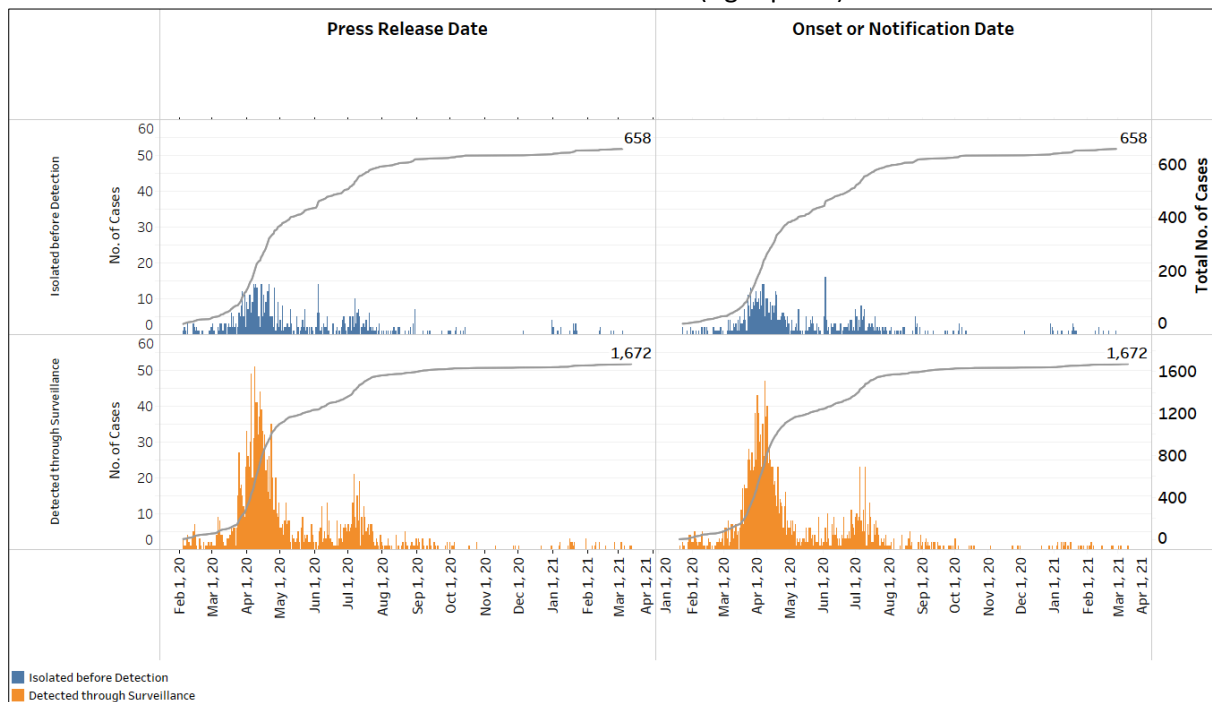 Press Release Date
Onset or Notification Date
Isolated before Detection
No. of Cases
60
50
40
30
20
10
0
658
658
600
400
200
0
Total No. of Cases
Detected through Surveillance
No. of Cases
60
50
40
30
20
10
0
1,672
1,672
1600
1200
800
400
0
Feb 1, 20
Mar 1, 20
Apr 1, 20
May 1, 20
Jun 1, 20
Jul 1, 20
Aug 1, 20
Sep 1, 20
Oct 1, 20
Nov 1, 20
Dec 1, 20
Jan 1, 21
Feb 1, 21
Mar 1, 21
Apr 1, 21
Jan 1, 20
Feb 1, 20
Mar 1, 20
Apr 1, 20
May 1, 20
Jun 1, 20
Jul 1, 20
Aug 1, 20
Sep 1, 20
Oct 1, 20
Nov 1, 20
Dec 1, 20
Jan 1, 21
Feb 1, 21
Mar 1, 21
Apr 1, 21
Isolated before Detection
Detected through Surveillance